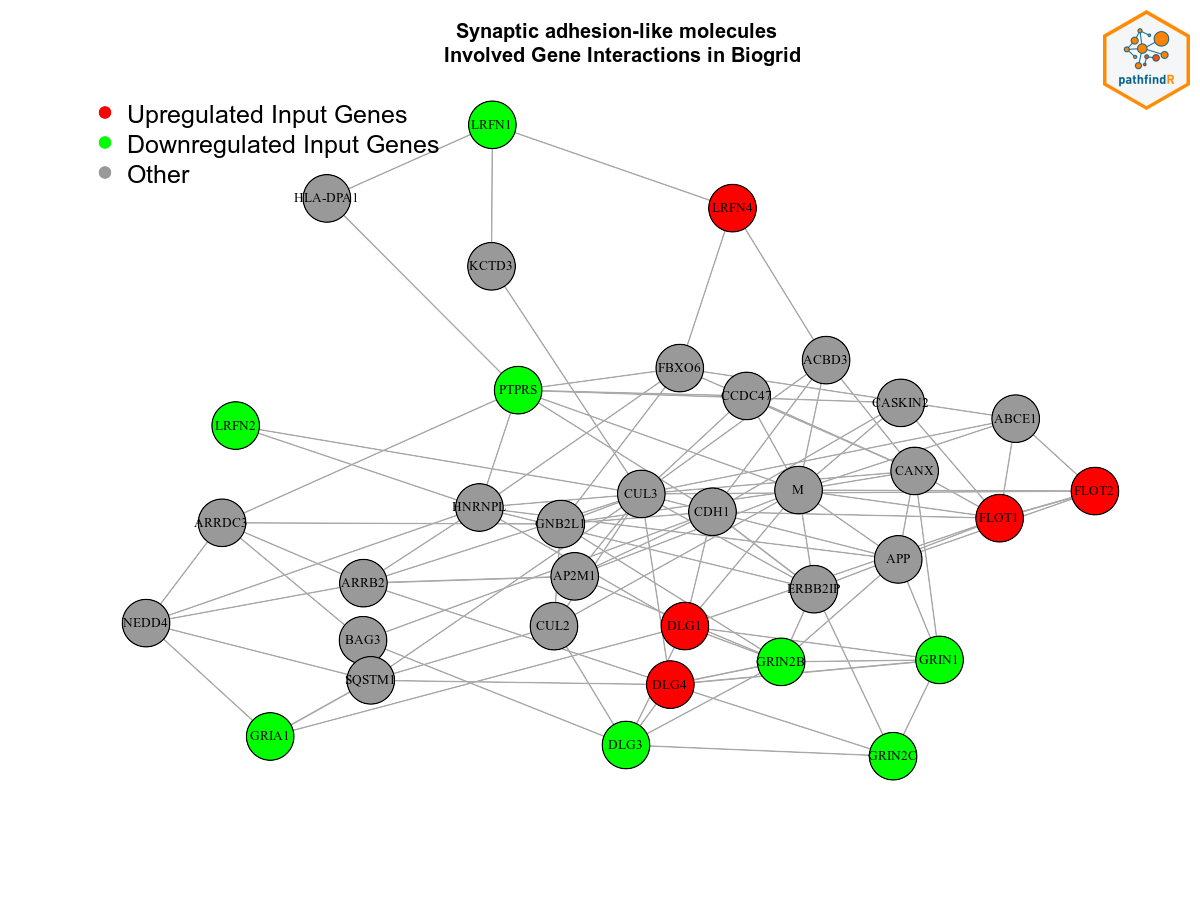 Synaptic adhesion-like molecules
Involved Gene Interactions in Biogrid
pathfindR
Upregulated Input Genes
Downregulated Input Genes
Other
LRFN1
HLA-DPA1
LRFN4
KCTD3
FBXO6
ACBD3
PTPRS
CCDC47
CASKIN2
LRFN2
ABCE1
CANX
CUL3
M
FLOT2
HNRNPL
CDH1
ARRDC3
GNB2L1
FLOT1
APP
ARRB2
AP2M1
ERBB2IP
NEDD4
BAG3
CUL2
DLG1
SQSTM1
DLG4
GRIN2B
GRIN1
GRIA1
DLG3
GRIN2C